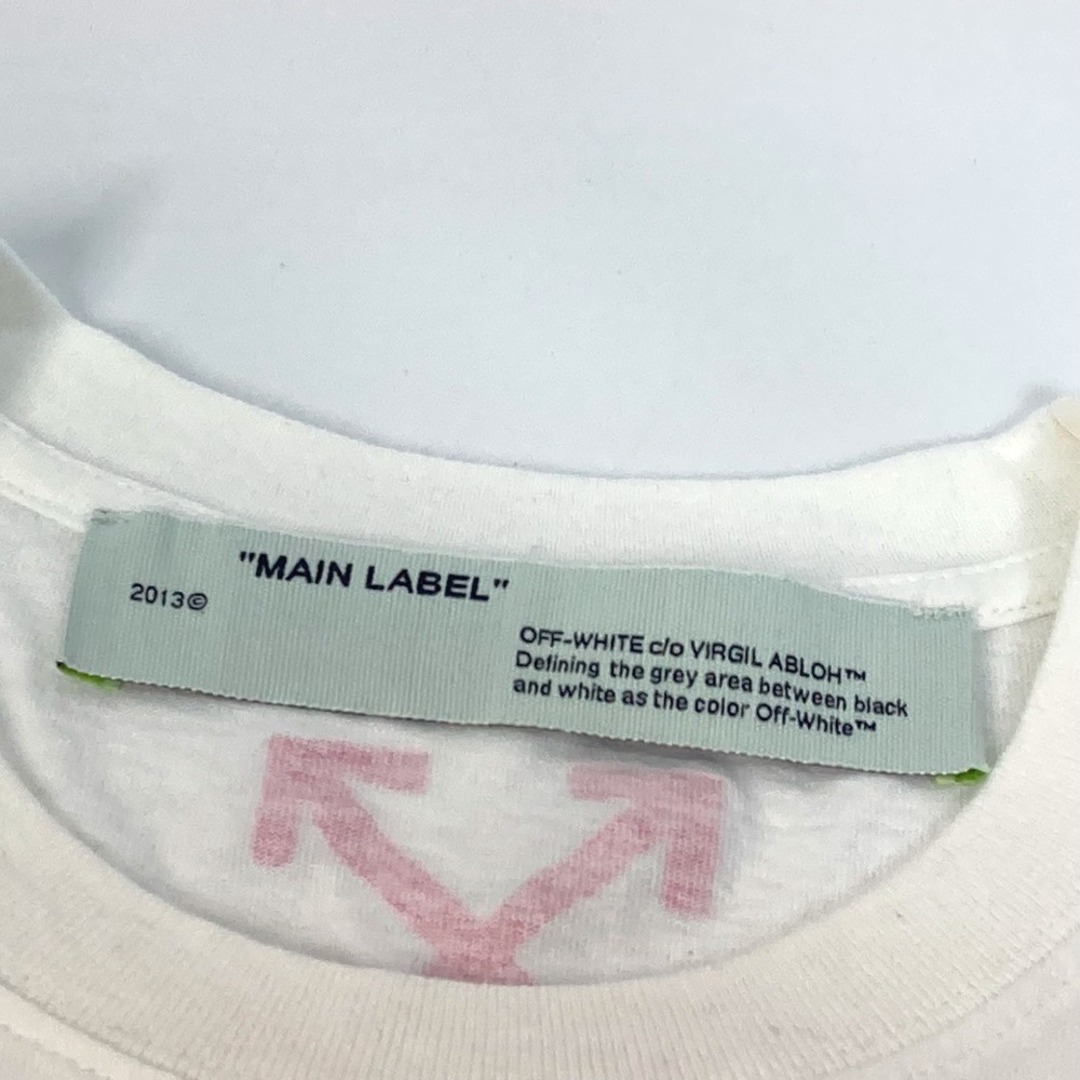 "MAIN LABEL"
2013©
OFF-WHITE c/o VIRGIL ABLOH™
Defining the grey area between black
and white as the color Off-White™